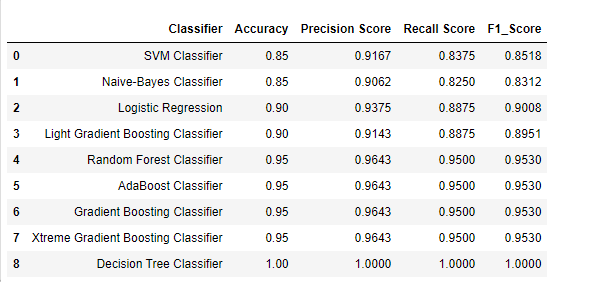 Classifier Accuracy Precision Score Recall Score F1_Score
0 SVM Classifier 0.85 0.9167 0.8375 0.8518
1 Naive-Bayes Classifier 0.85 0.9062 0.8250 0.8312
2 Logistic Regression 0.90 0.9375 0.8875 0.9008
3 Light Gradient Boosting Classifier 0.90 0.9143 0.8875 0.8951
4 Random Forest Classifier 0.95 0.9643 0.9500 0.9530
5 AdaBoost Classifier 0.95 0.9643 0.9500 0.9530
6 Gradient Boosting Classifier 0.95 0.9643 0.9500 0.9530
7 Xtreme Gradient Boosting Classifier 0.95 0.9643 0.9500 0.9530
8 Decision Tree Classifier 1.00 1.0000 1.0000 1.0000